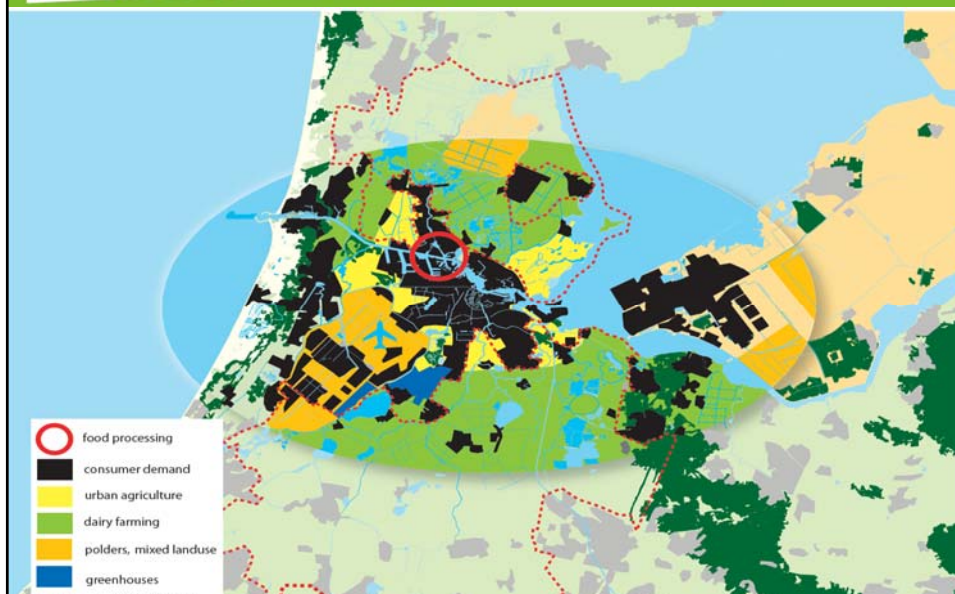 food processing
consumer demand
urban agriculture
dairy farming
polders, mixed landuse
greenhouses